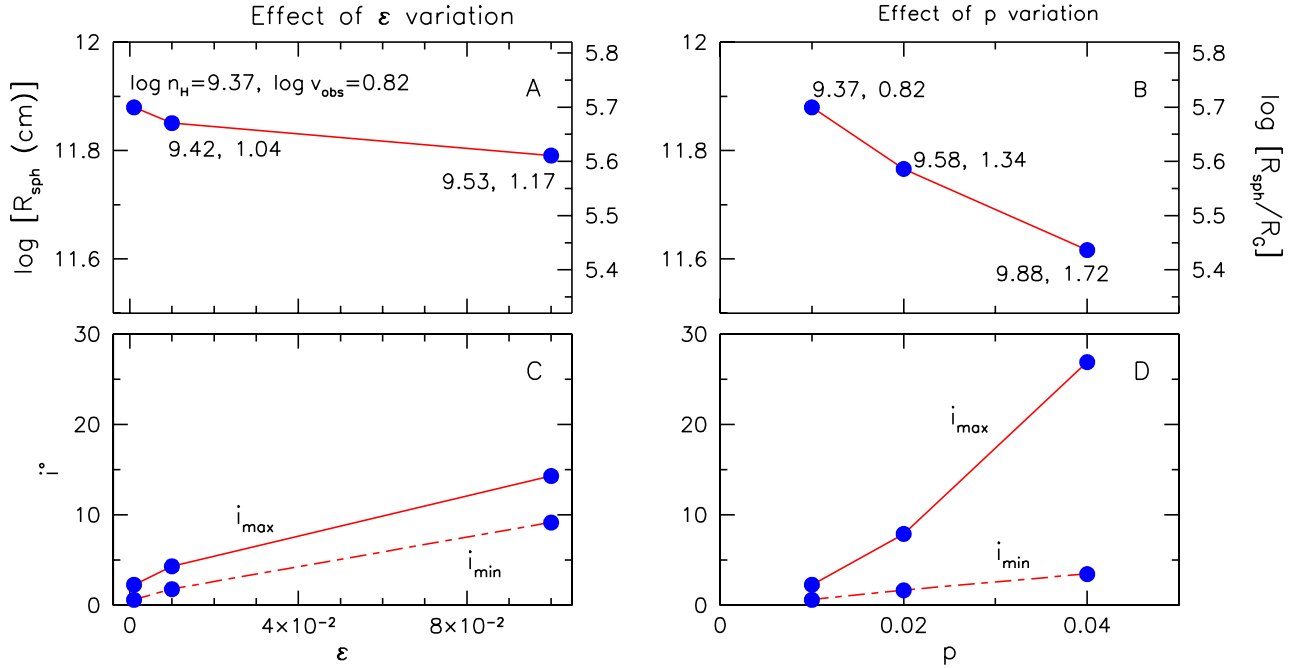 Effect of ε variation
Effect of p variation
12
11.8
11.6
log [R_sph (cm)]
log n_H=9.37, log v_obs=0.82
A
9.42, 1.04
9.53, 1.17
5.8
5.7
5.6
5.5
5.4
12
11.8
11.6
9.37, 0.82
B
9.58, 1.34
9.88, 1.72
5.8
5.7
5.6
5.5
5.4
log [R_sph/R_G]
30
20
10
0
i°
C
i_max
i_min
0
4×10⁻²
8×10⁻²
ε
30
20
10
0
D
i_max
i_min
0
0.02
0.04
p